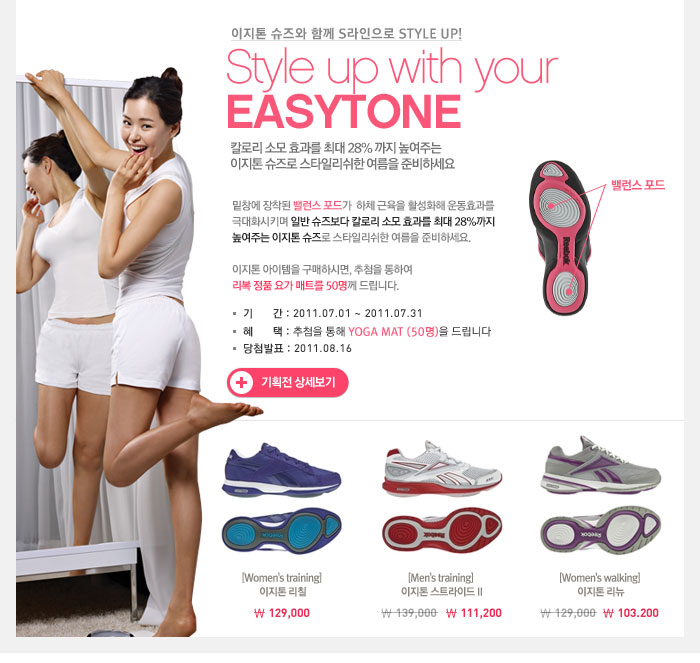 이지톤 슈즈와 함께 S라인으로 STYLE UP!
Style up with your
EASYTONE
칼로리 소모 효과를 최대 28% 까지 높여주는
이지톤 슈즈로 스타일리쉬한 여름을 준비하세요
밸런스 포드
밑창에 장착된 밸런스 포드가 하체 근육을 활성화해 운동효과를
극대화시키며 일반 슈즈보다 칼로리 소모 효과를 최대 28%까지
높여주는 이지톤 슈즈로 스타일리쉬한 여름을 준비하세요.
이지톤 아이템을 구매하시면, 추첨을 통하여
리복 정품 요가 매트를 50명께 드립니다.
▪ 기 간 : 2011.07.01 ~ 2011.07.31
▪ 혜 택 : 추첨을 통해 YOGA MAT (50명)을 드립니다
▪ 당첨발표 : 2011.08.16
기획전 상세보기
Reebok
[Women's training]
이지톤 리칠
₩ 129,000
[Men's training]
이지톤 스트라이드 II
₩ 139,000 ₩ 111,200
[Women's walking]
이지톤 리뉴
₩ 129,000 ₩ 103.200